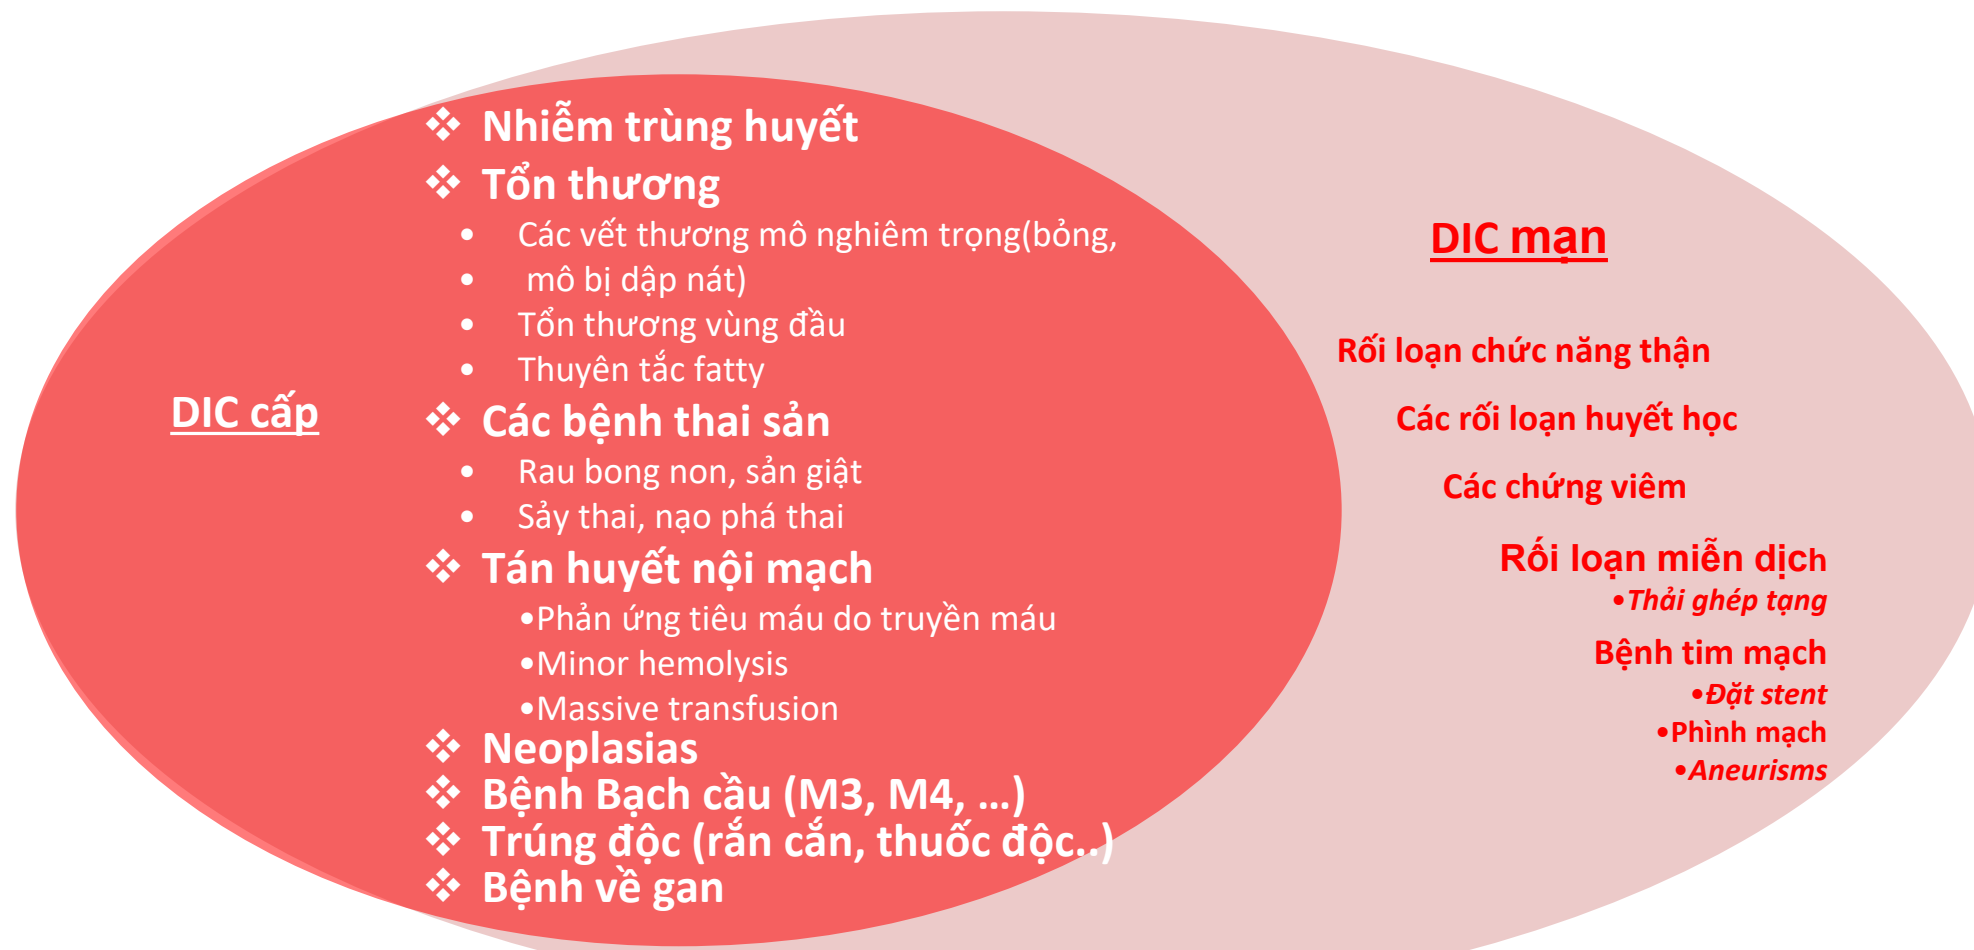 DIC cấp
❖ Nhiễm trùng huyết
❖ Tổn thương
• Các vết thương mô nghiêm trọng(bỏng,
• mô bị dập nát)
• Tổn thương vùng đầu
• Thuyên tắc fatty
❖ Các bệnh thai sản
• Rau bong non, sản giật
• Sảy thai, nạo phá thai
❖ Tán huyết nội mạch
•Phản ứng tiêu máu do truyền máu
•Minor hemolysis
•Massive transfusion
❖ Neoplasias
❖ Bệnh Bạch cầu (M3, M4, …)
❖ Trúng độc (rắn cắn, thuốc độc..)
❖ Bệnh về gan
DIC mạn
Rối loạn chức năng thận
Các rối loạn huyết học
Các chứng viêm
Rối loạn miễn dịch
•Thải ghép tạng
Bệnh tim mạch
•Đặt stent
•Phình mạch
•Aneurisms